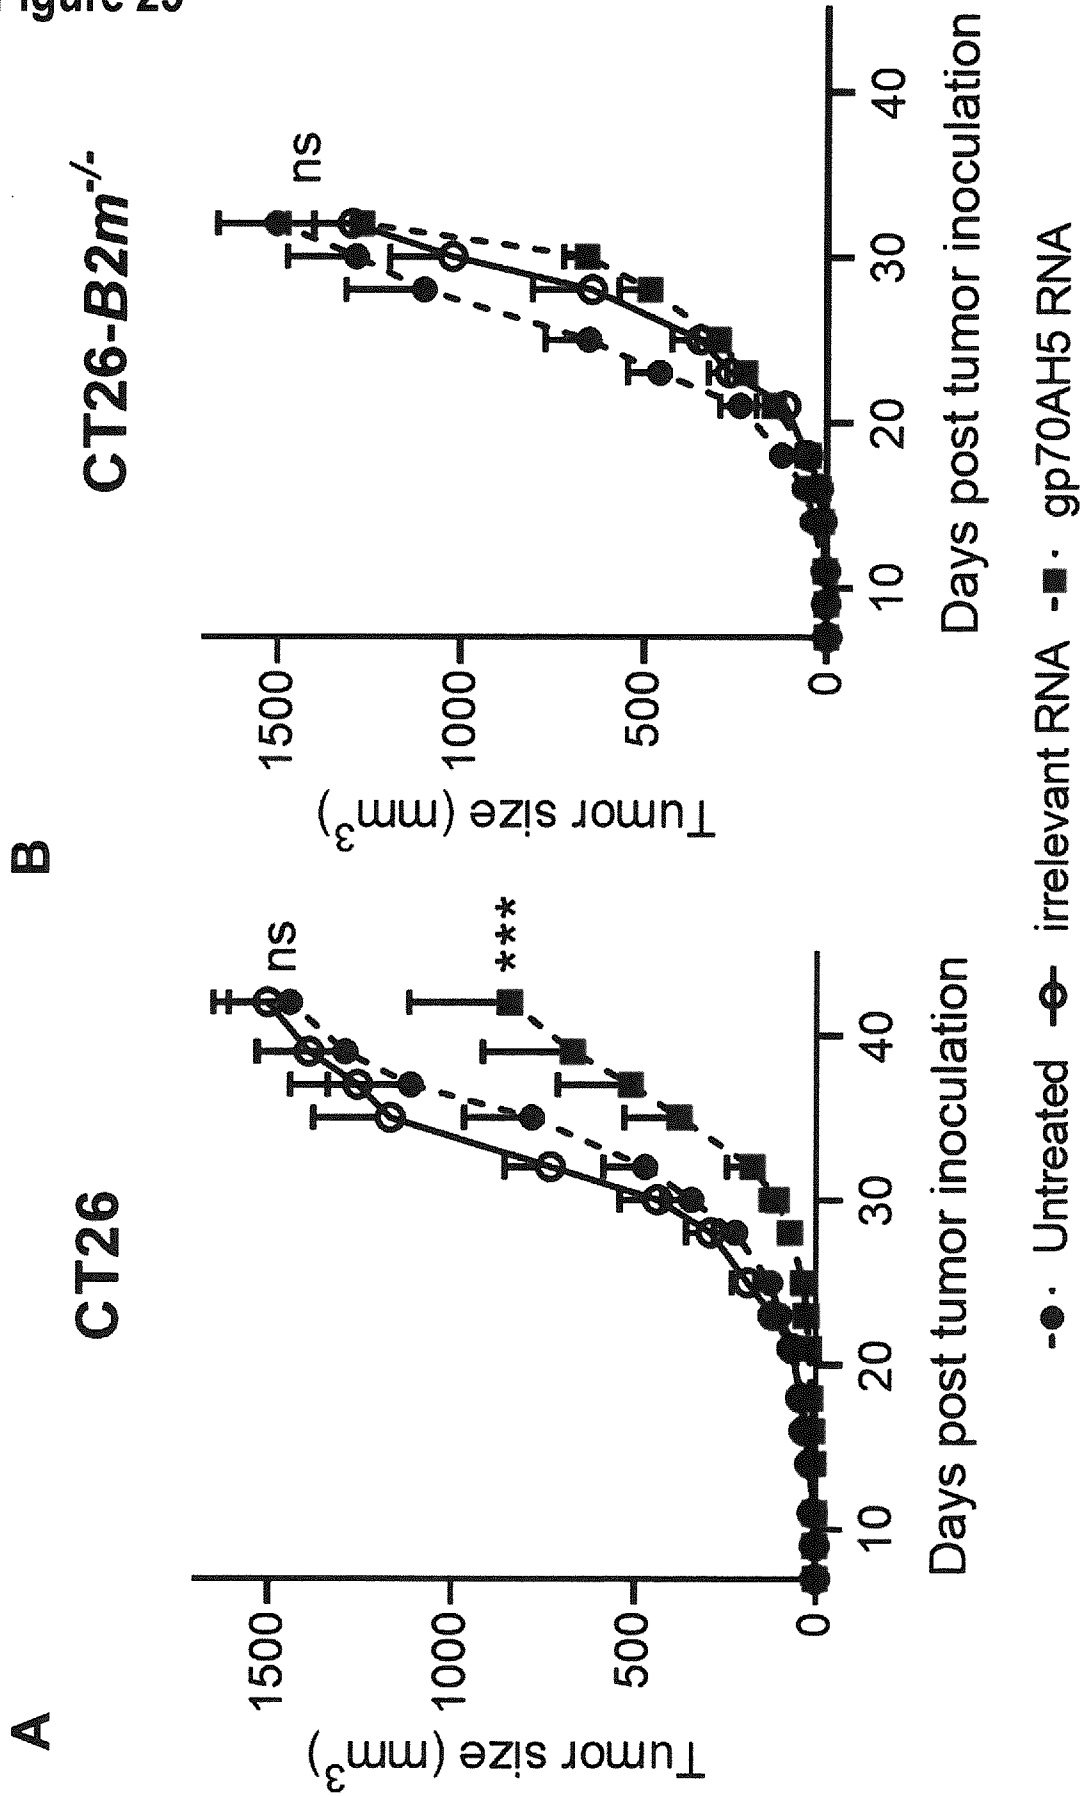 Figure 25
A
CT26
1500
1000
500
0
Tumor size (mm³)
ns
***
10 20 30 40
Days post tumor inoculation
B
CT26-B2m-/-
1500
1000
500
0
Tumor size (mm³)
ns
10 20 30 40
Days post tumor inoculation
Untreated irrelevant RNA gp70AH5 RNA